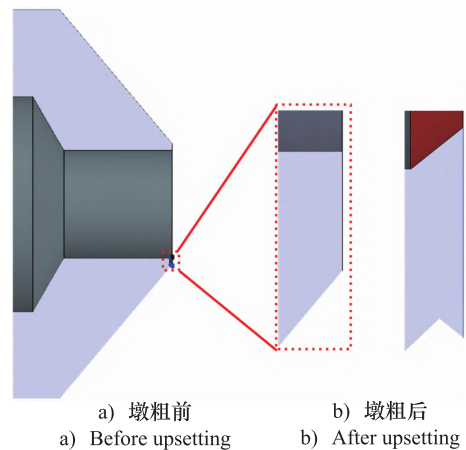 a) 墩粗前
b) 墩粗后
a) Before upsetting
b) After upsetting